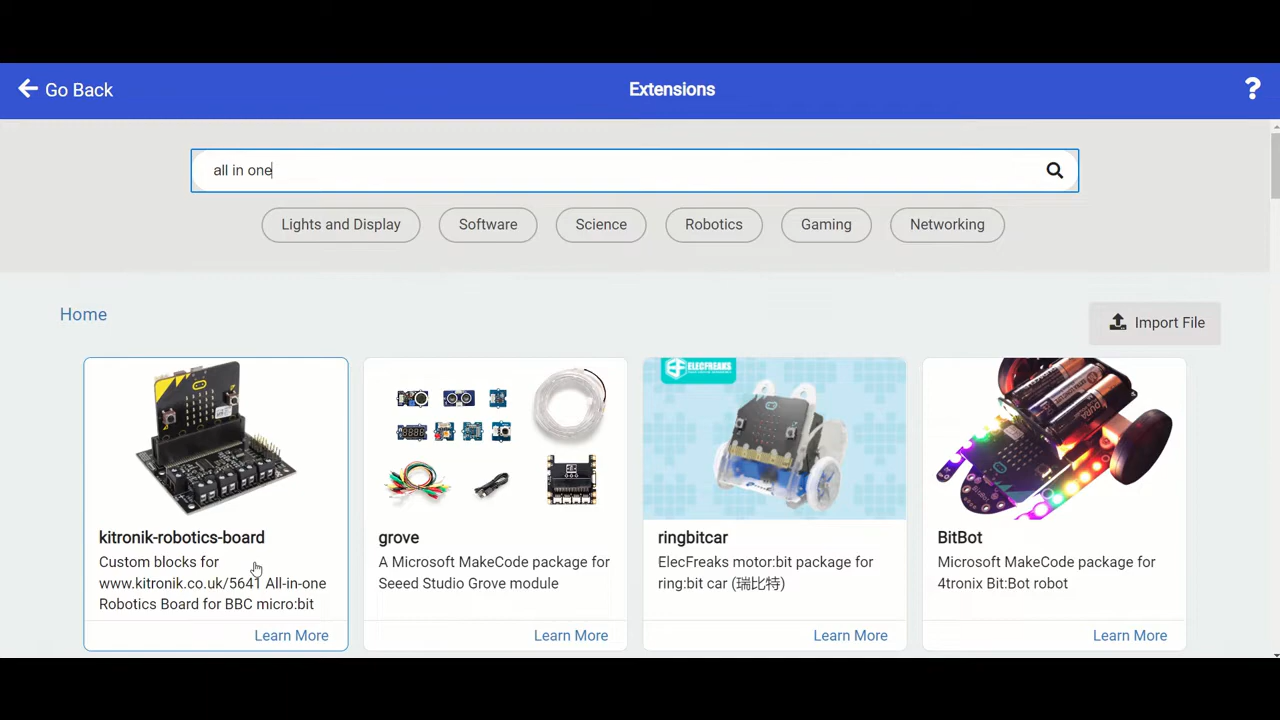 Go Back
Extensions
?
all in one
Lights and Display
Software
Science
Robotics
Gaming
Networking
Home
Import File
kitronik-robotics-board
Custom blocks for
www.kitronik.co.uk/5641 All-in-one
Robotics Board for BBC micro:bit
Learn More
grove
A Microsoft MakeCode package for
Seeed Studio Grove module
Learn More
ELECFREAKS
ringbitcar
ElecFreaks motor:bit package for
ring:bit car (瑞比特)
Learn More
BitBot
Microsoft MakeCode package for
4tronix Bit:Bot robot
Learn More